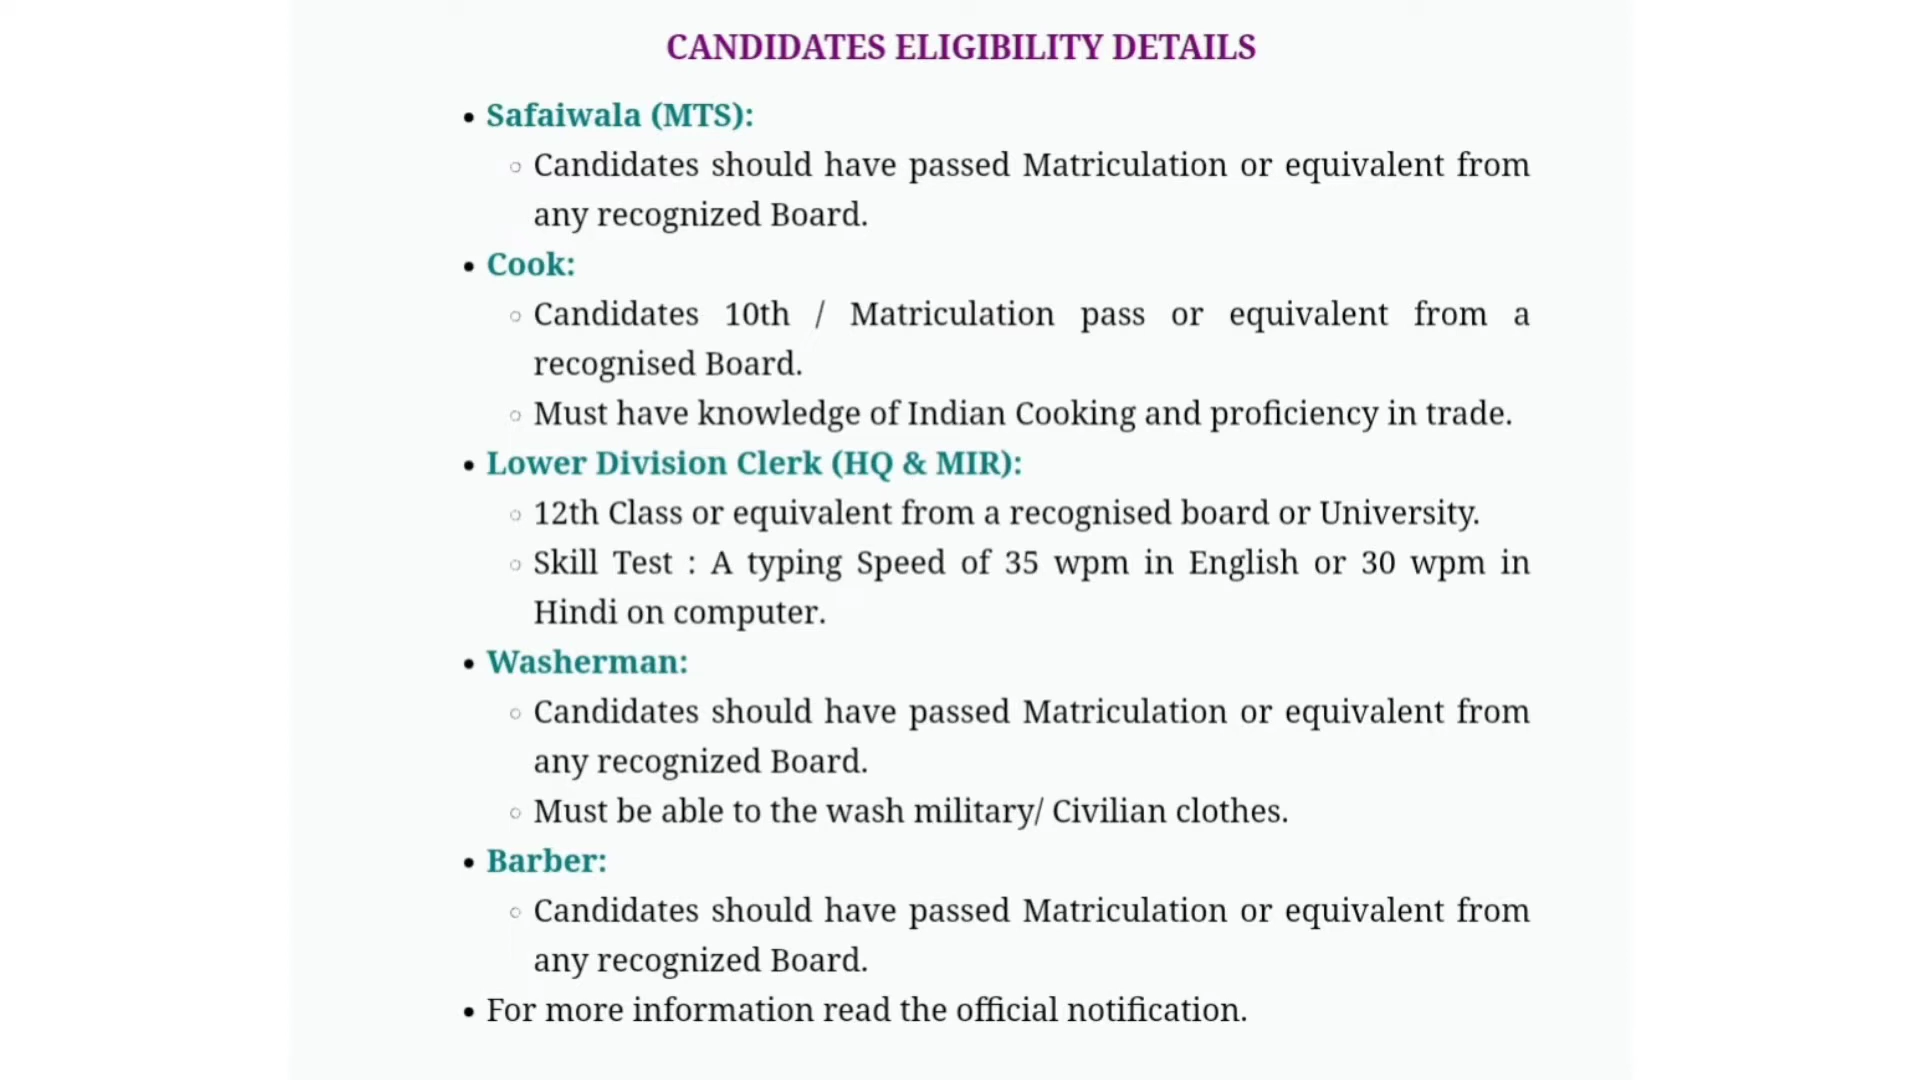 CANDIDATES ELIGIBILITY DETAILS
• Safaiwala (MTS):
○ Candidates should have passed Matriculation or equivalent from
any recognized Board.
• Cook:
○ Candidates 10th / Matriculation pass or equivalent from a
recognised Board.
○ Must have knowledge of Indian Cooking and proficiency in trade.
• Lower Division Clerk (HQ & MIR):
○ 12th Class or equivalent from a recognised board or University.
○ Skill Test : A typing Speed of 35 wpm in English or 30 wpm in
Hindi on computer.
• Washerman:
○ Candidates should have passed Matriculation or equivalent from
any recognized Board.
○ Must be able to the wash military/ Civilian clothes.
• Barber:
○ Candidates should have passed Matriculation or equivalent from
any recognized Board.
• For more information read the official notification.